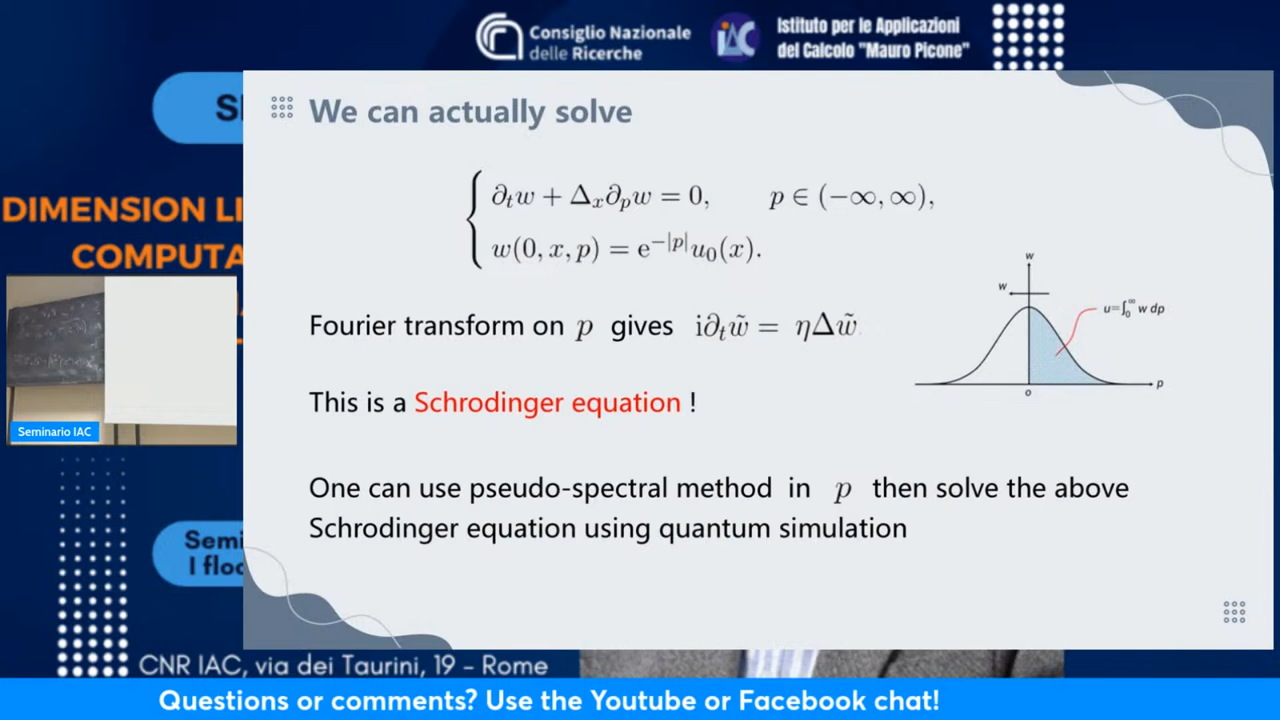 Consiglio Nazionale
delle Ricerche
IAC
Istituto per le Applicazioni
del Calcolo "Mauro Picone"
We can actually solve
∂ₜw + Δₓ∂ₚw = 0, p ∈ (−∞, ∞),
w(0, x, p) = e^{−|p|}u₀(x).
Fourier transform on p gives i∂ₜw̃ = ηΔw̃
This is a Schrodinger equation !
One can use pseudo-spectral method in p then solve the above
Schrodinger equation using quantum simulation
w
w
u=∫₀^∞ w dp
o
p
DIMENSION
COMPUTA
Seminario IAC
Semi
I floc
CNR IAC, via dei Taurini, 19 – Rome
Questions or comments? Use the Youtube or Facebook chat!